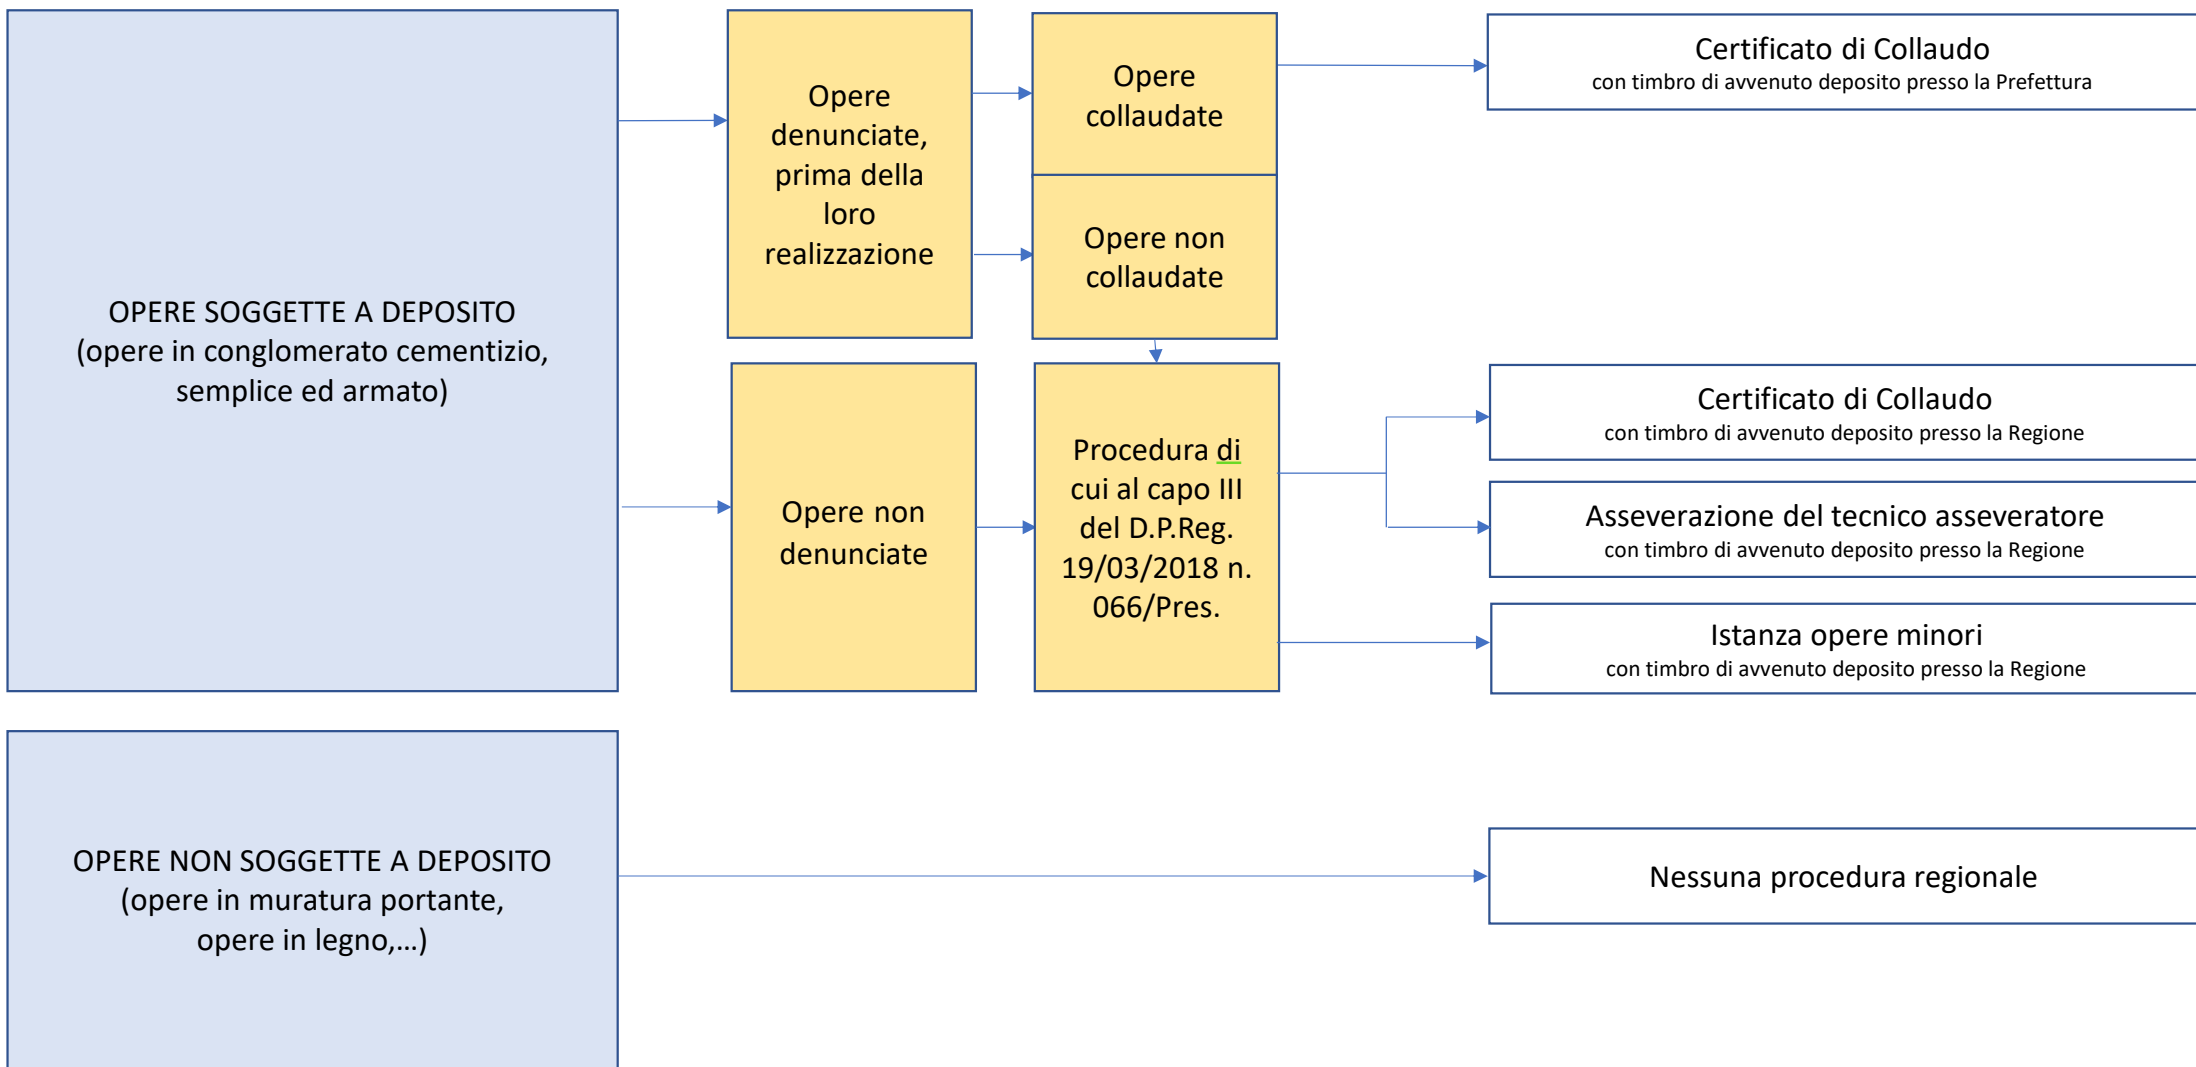 OPERE SOGGETTE A DEPOSITO
(opere in conglomerato cementizio,
semplice ed armato)
Opere
denunciate,
prima della
loro
realizzazione
Opere
collaudate
Opere non
collaudate
Certificato di Collaudo
con timbro di avvenuto deposito presso la Prefettura
Opere non
denunciate
Procedura di
cui al capo III
del D.P.Reg.
19/03/2018 n.
066/Pres.
Certificato di Collaudo
con timbro di avvenuto deposito presso la Regione
Asseverazione del tecnico asseveratore
con timbro di avvenuto deposito presso la Regione
Istanza opere minori
con timbro di avvenuto deposito presso la Regione
OPERE NON SOGGETTE A DEPOSITO
(opere in muratura portante,
opere in legno,...)
Nessuna procedura regionale